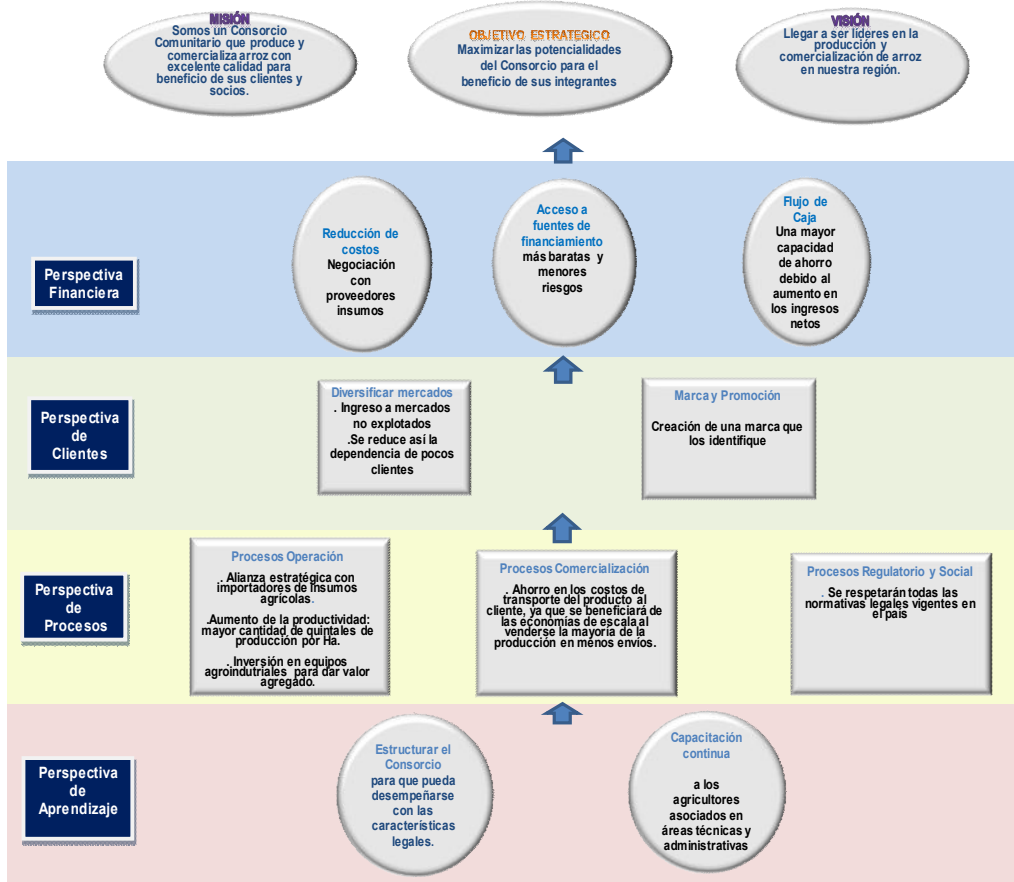 MISIÓN
Somos un Consorcio
Comunitario que produce y
comercializa arroz con
excelente calidad para
beneficio de sus clientes y
socios.
OBJETIVO ESTRATEGICO
Maximizar las potencialidades
del Consorcio para el
beneficio de sus integrantes
VISIÓN
Llegar a ser líderes en la
producción y
comercialización de arroz
en nuestra región.
Perspectiva
Financiera
Reducción de
costos
Negociación
con
proveedores
insumos
Acceso a
fuentes de
financiamiento
más baratas y
menores
riesgos
Flujo de
Caja
Una mayor
capacidad
de ahorro
debido al
aumento en
los ingresos
netos
Perspectiva
de
Clientes
Diversificar mercados
. Ingreso a mercados
no explotados
.Se reduce así la
dependencia de pocos
clientes
Marca y Promoción
Creación de una marca que
los identifique
Perspectiva
de
Procesos
Procesos Operación
. Alianza estratégica con
importadores de insumos
agrícolas.
.Aumento de la productividad:
mayor cantidad de quintales de
producción por Ha.
. Inversión en equipos
agroindutriales para dar valor
agregado.
Procesos Comercialización
. Ahorro en los costos de
transporte del producto al
cliente, ya que se beneficiará de
las economías de escala al
venderse la mayoría de la
producción en menos envíos.
Procesos Regulatorio y Social
. Se respetarán todas las
normativas legales vigentes en
el país
Perspectiva
de
Aprendizaje
Estructurar el
Consorcio
para que pueda
desempeñarse
con las
características
legales.
Capacitación
continua
a los
agricultores
asociados en
áreas técnicas y
administrativas